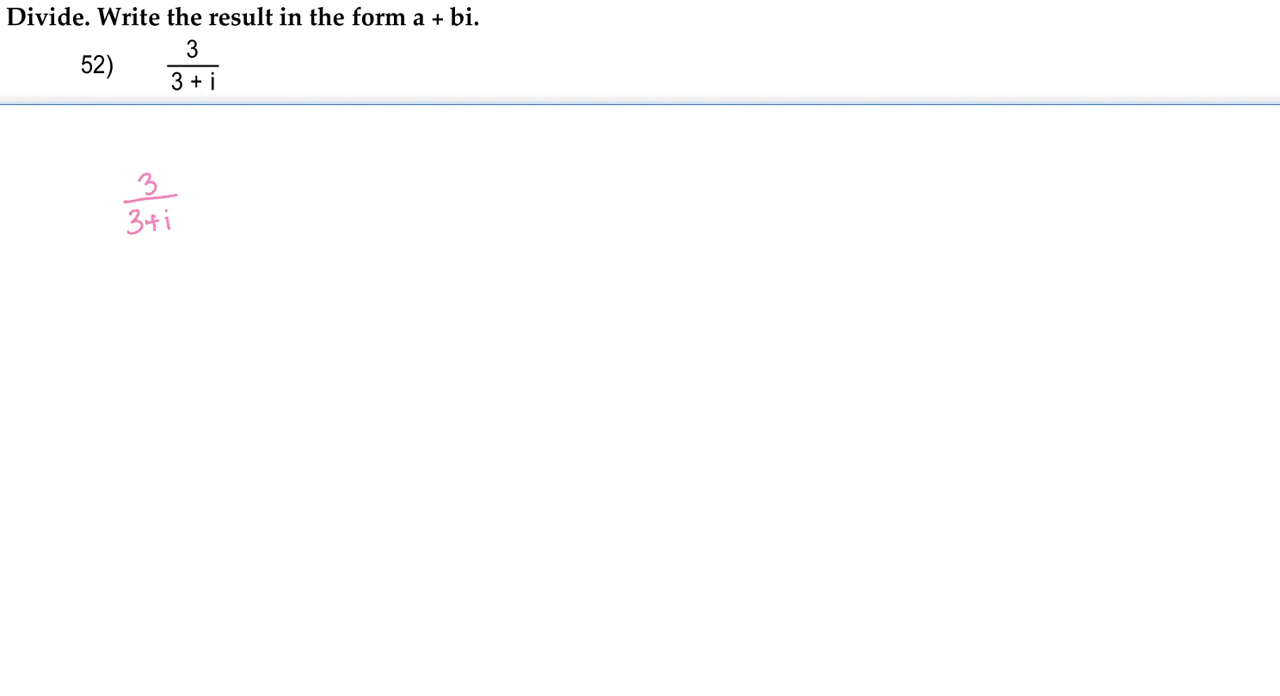 Divide. Write the result in the form a + bi.
52) 3
3 + i
3
3+i